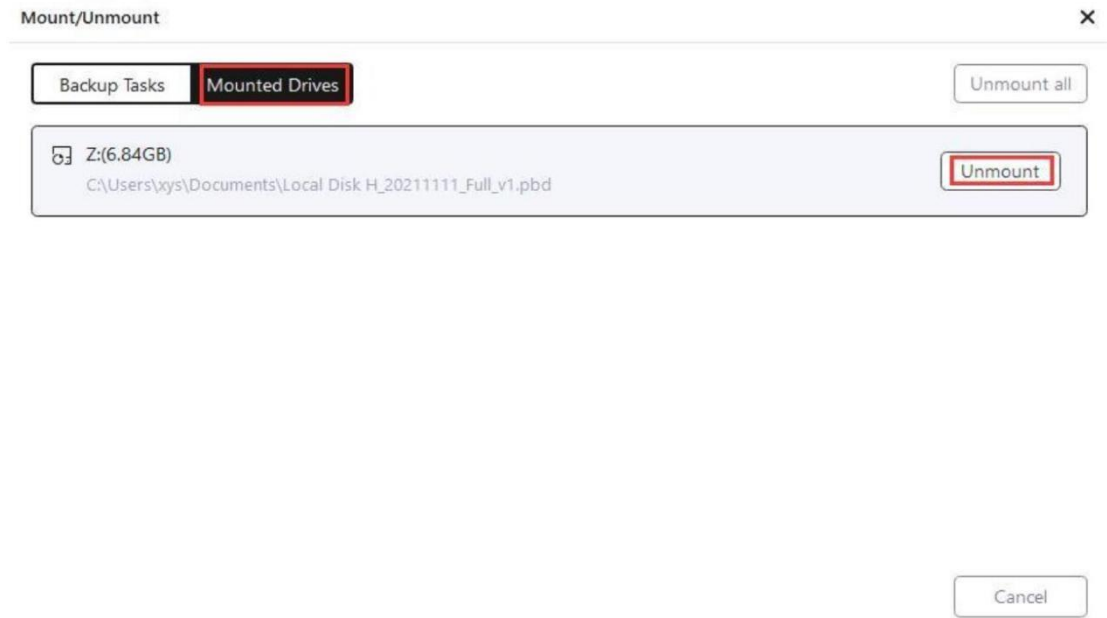 Mount/Unmount
Backup Tasks Mounted Drives Unmount all
Z:(6.84GB)
C:\Users\xys\Documents\Local Disk H_20211111_Full_v1.pbd
Unmount
Cancel